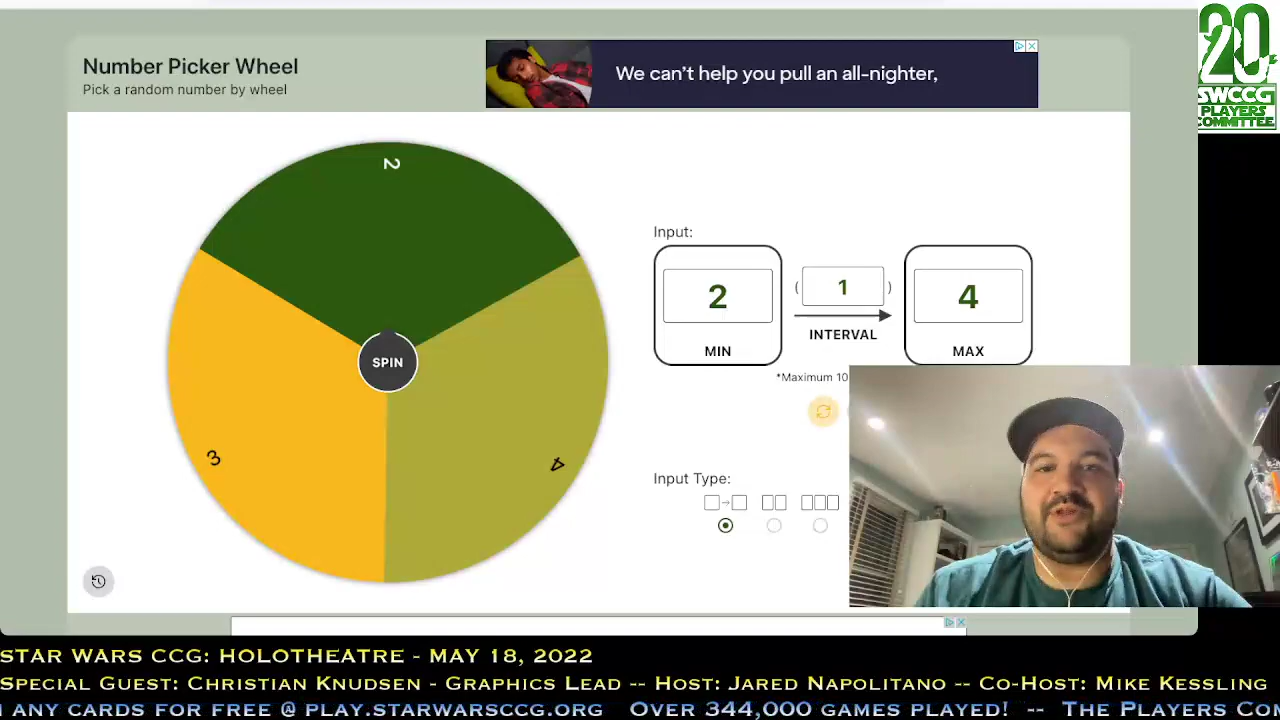 20
SWCCG
PLAYERS
COMMITTEE
Number Picker Wheel
Pick a random number by wheel
We can't help you pull an all-nighter,
2
3
4
SPIN
Input:
2
MIN
( 1 )
INTERVAL
4
MAX
*Maximum 10
Input Type:
STAR WARS CCG: HOLOTHEATRE - MAY 18, 2022
SPECIAL GUEST: CHRISTIAN KNUDSEN - GRAPHICS LEAD -- HOST: JARED NAPOLITANO -- CO-HOST: MIKE KESSLING
ANY CARDS FOR FREE @ PLAY.STARWARSCCG.ORG OVER 344,000 GAMES PLAYED! -- THE PLAYERS COM